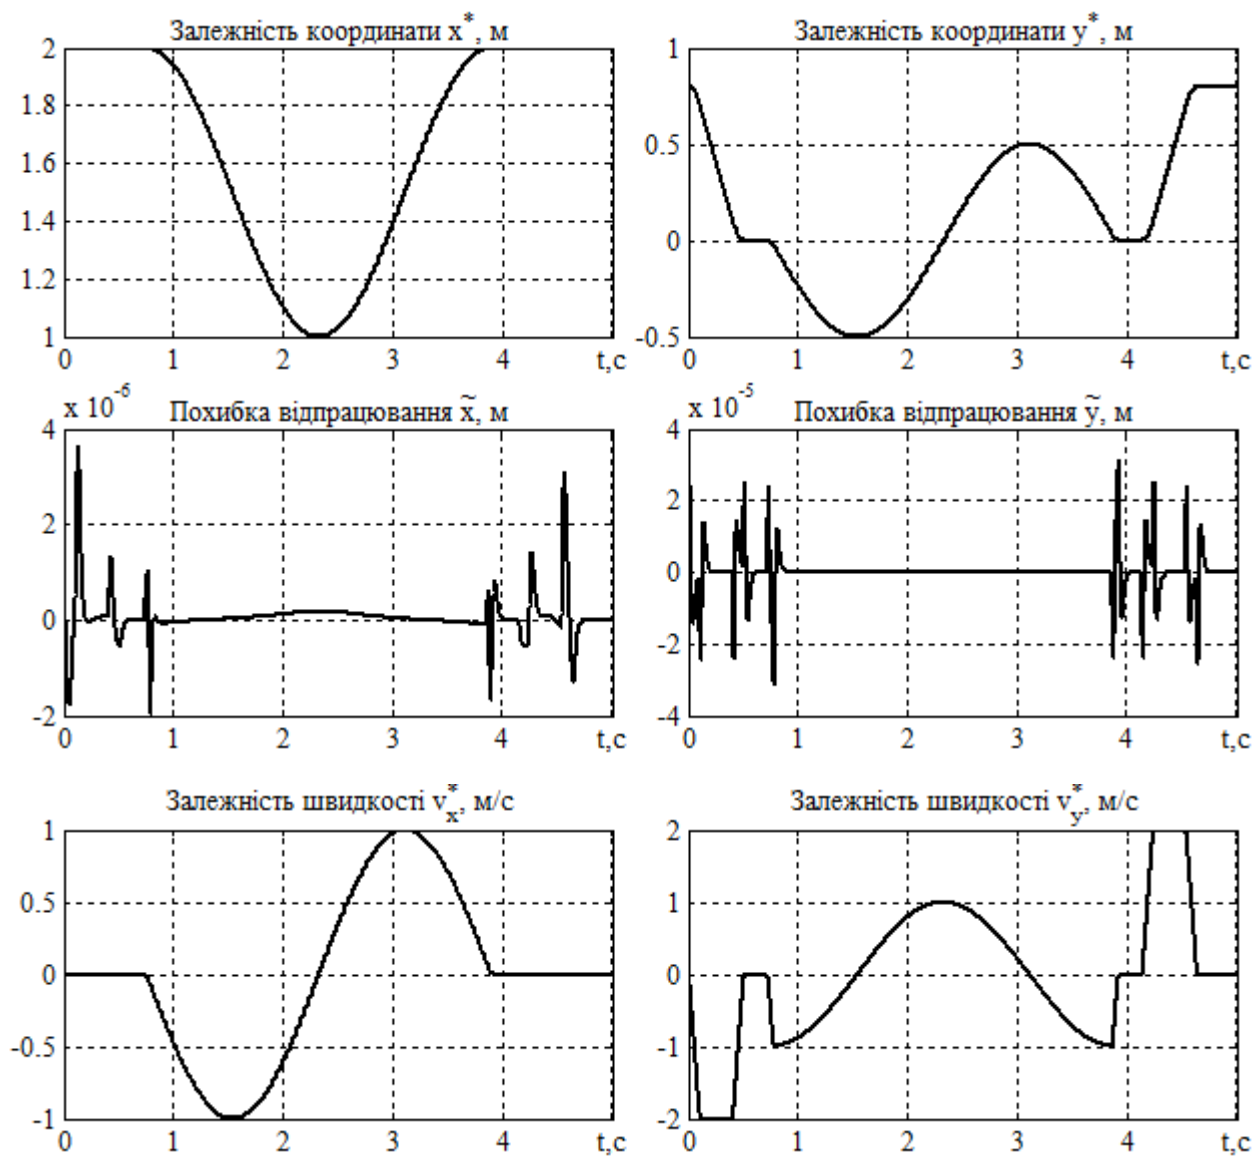 Залежність координати x*, м
2
1.8
1.6
1.4
1.2
1
0 1 2 3 4 t,c
Залежність координати y*, м
1
0.5
0
-0.5
0 1 2 3 4 t,c
x 10^-6
Похибка відпрацювання x̃, м
4
2
0
-2
0 1 2 3 4 t,c
x 10^-5
Похибка відпрацювання ỹ, м
4
2
0
-2
-4
0 1 2 3 4 t,c
Залежність швидкості v_x^*, м/с
1
0.5
0
-0.5
-1
0 1 2 3 4 t,c
Залежність швидкості v_y^*, м/с
2
1
0
-1
-2
0 1 2 3 4 t,c